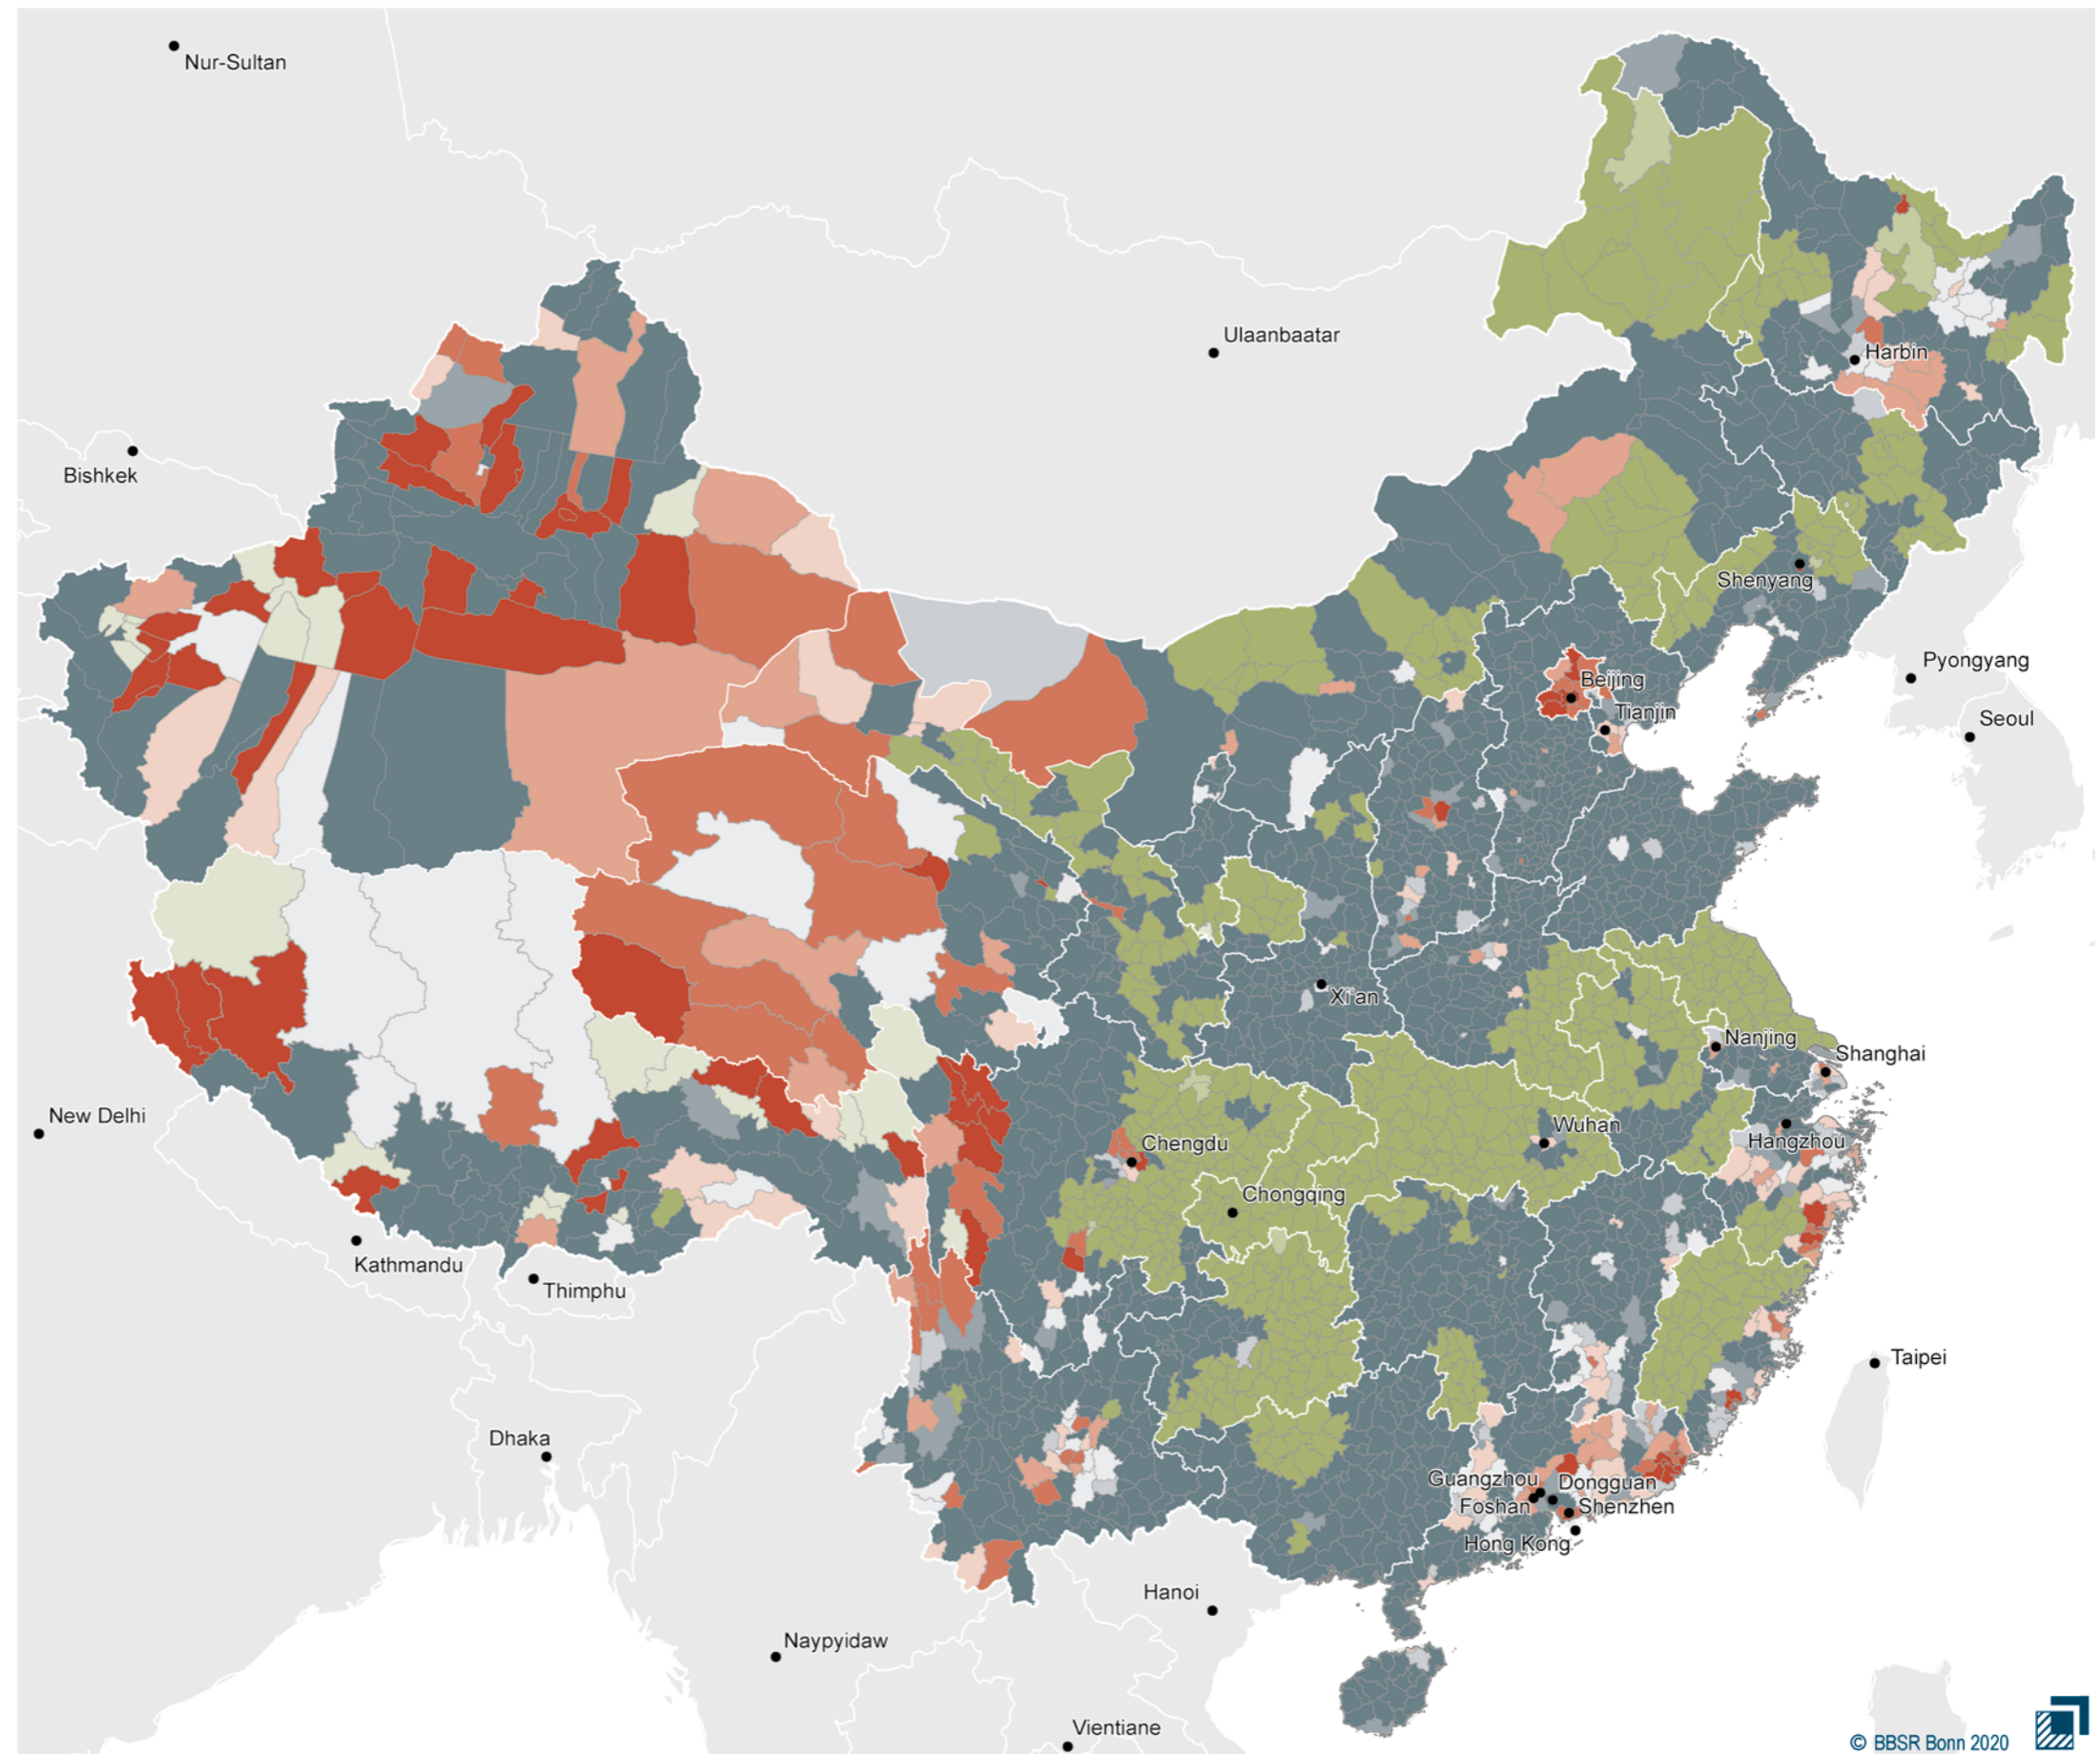 Nur-Sultan
Ulaanbaatar
Harbin
Bishkek
Shenyang
Pyongyang
Beijing
Tianjin
Seoul
Xi'an
Nanjing
Shanghai
New Delhi
Wuhan
Hangzhou
Chengdu
Chongqing
Kathmandu
Thimphu
Taipei
Dhaka
Guangzhou
Dongguan
Foshan
Shenzhen
Hong Kong
Hanoi
Naypyidaw
Vientiane
© BBSR Bonn 2020